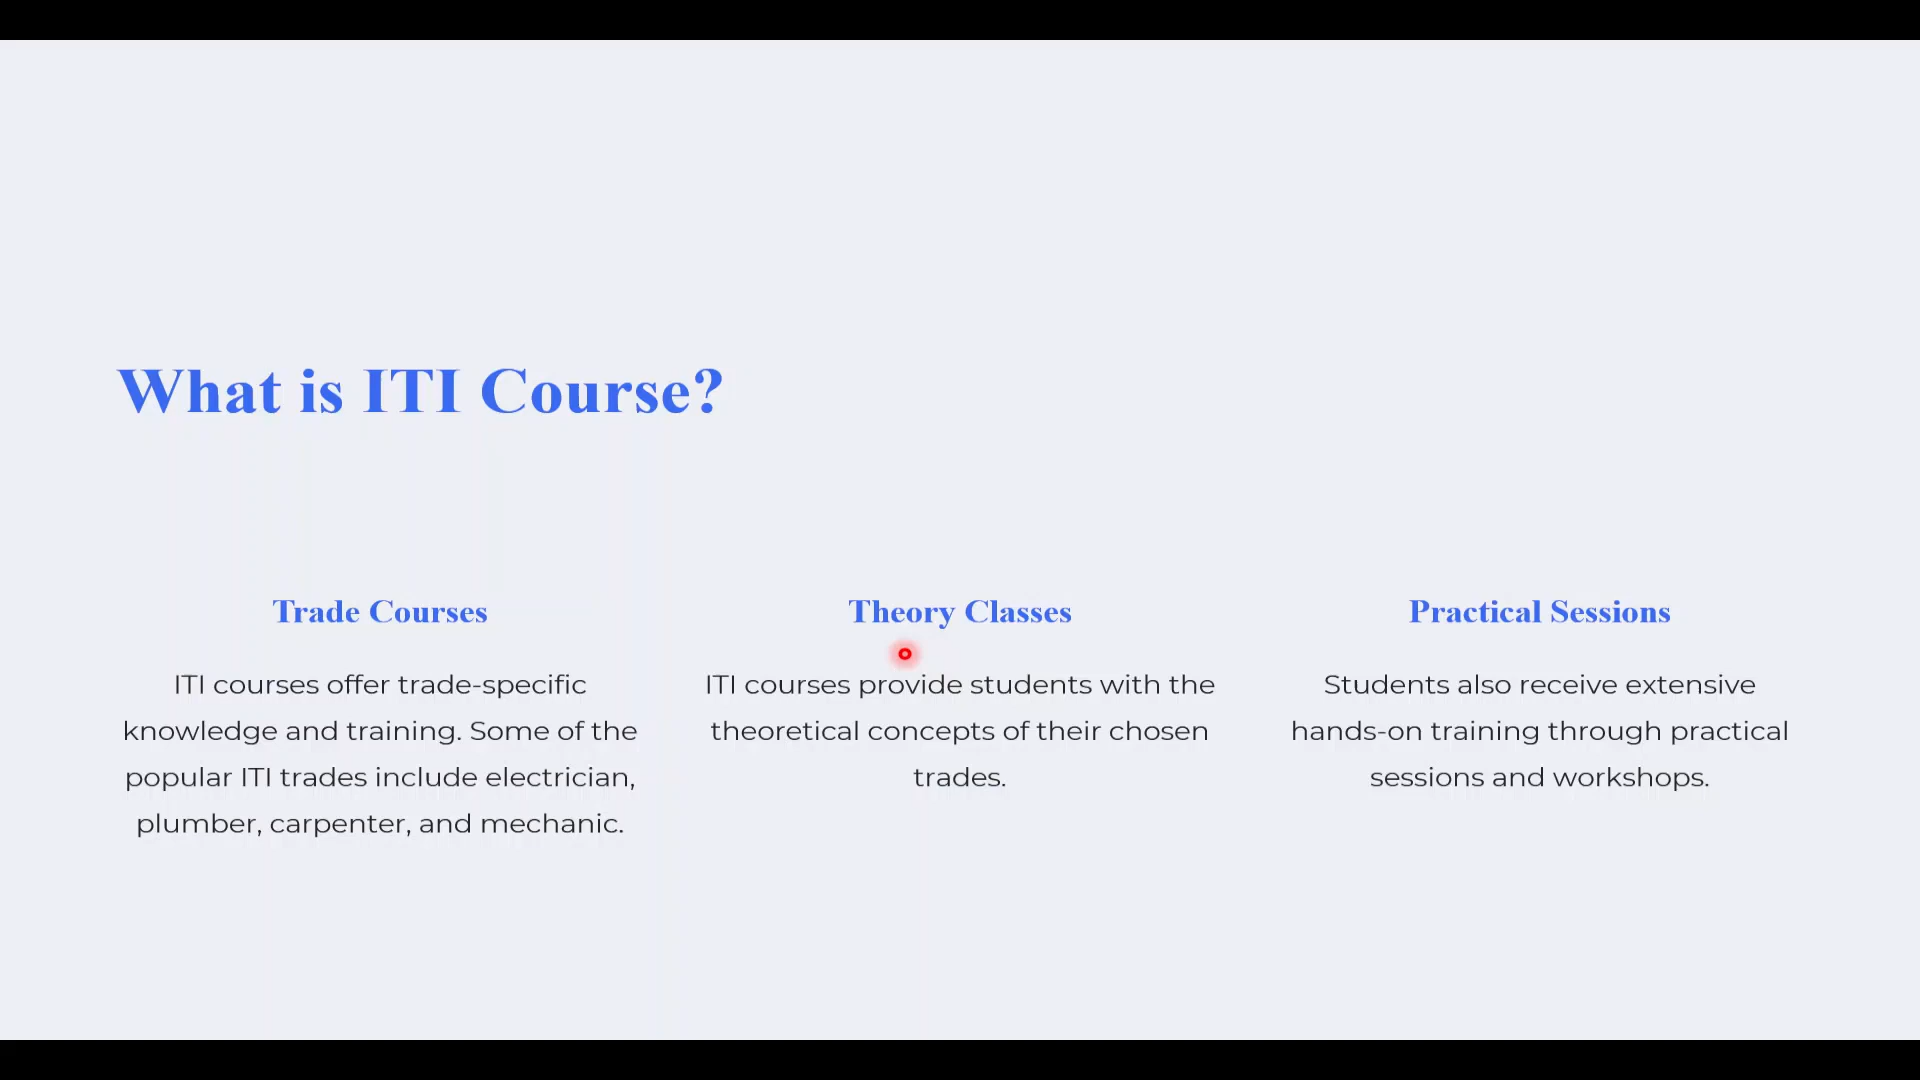 What is ITI Course?
Trade Courses
ITI courses offer trade-specific
knowledge and training. Some of the
popular ITI trades include electrician,
plumber, carpenter, and mechanic.
Theory Classes
ITI courses provide students with the
theoretical concepts of their chosen
trades.
Practical Sessions
Students also receive extensive
hands-on training through practical
sessions and workshops.